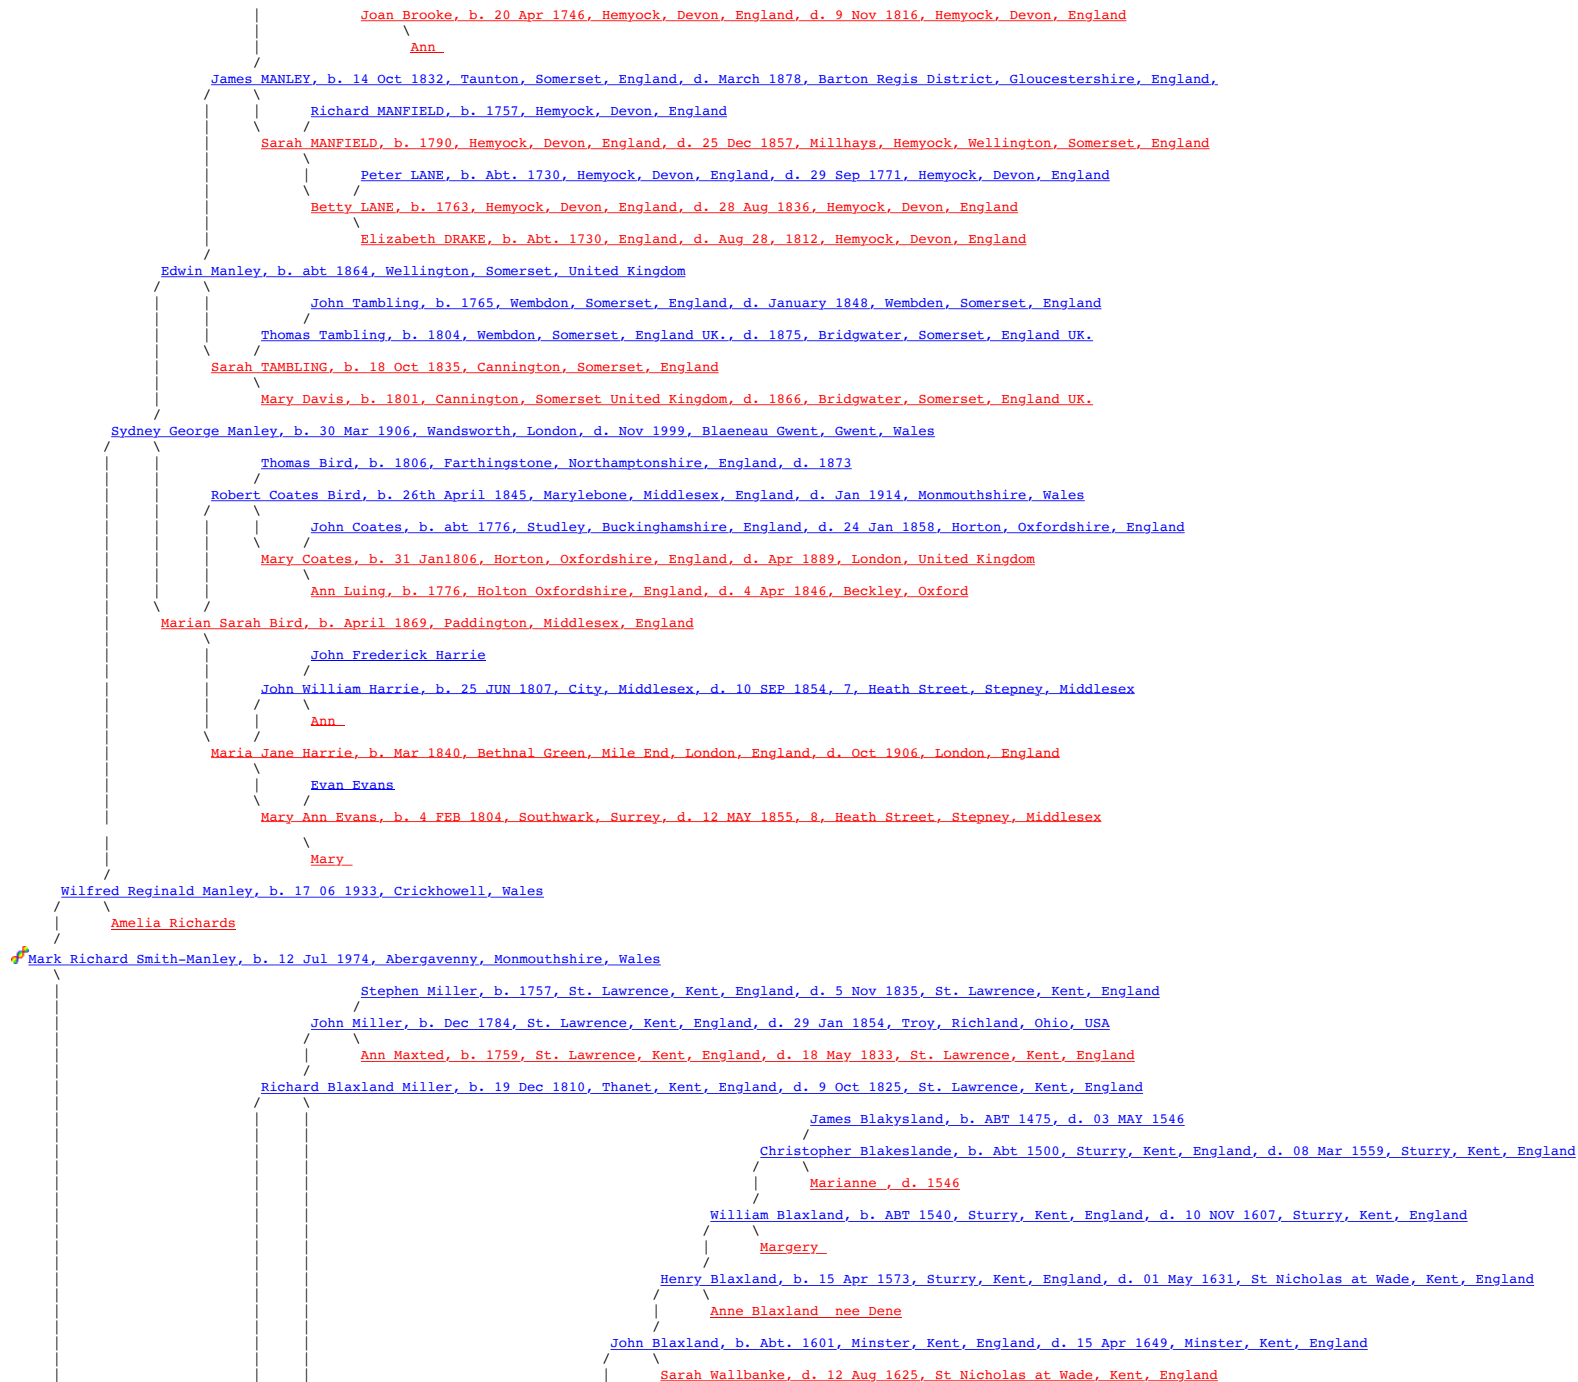 Joan Brooke, b. 20 Apr 1746, Hemyock, Devon, England, d. 9 Nov 1816, Hemyock, Devon, England
Ann
James MANLEY, b. 14 Oct 1832, Taunton, Somerset, England, d. March 1878, Barton Regis District, Gloucestershire, England,
Richard MANFIELD, b. 1757, Hemyock, Devon, England
Sarah MANFIELD, b. 1790, Hemyock, Devon, England, d. 25 Dec 1857, Millhays, Hemyock, Wellington, Somerset, England
Peter LANE, b. Abt. 1730, Hemyock, Devon, England, d. 29 Sep 1771, Hemyock, Devon, England
Betty LANE, b. 1763, Hemyock, Devon, England, d. 28 Aug 1836, Hemyock, Devon, England
Elizabeth DRAKE, b. Abt. 1730, England, d. Aug 28, 1812, Hemyock, Devon, England
Edwin Manley, b. abt 1864, Wellington, Somerset, United Kingdom
John Tambling, b. 1765, Wembdon, Somerset, England, d. January 1848, Wembden, Somerset, England
Thomas Tambling, b. 1804, Wembdon, Somerset, England UK., d. 1875, Bridgwater, Somerset, England UK.
Sarah TAMBLING, b. 18 Oct 1835, Cannington, Somerset, England
Mary Davis, b. 1801, Cannington, Somerset United Kingdom, d. 1866, Bridgwater, Somerset, England UK.
Sydney George Manley, b. 30 Mar 1906, Wandsworth, London, d. Nov 1999, Blaeneau Gwent, Gwent, Wales
Thomas Bird, b. 1806, Farthingstone, Northamptonshire, England, d. 1873
Robert Coates Bird, b. 26th April 1845, Marylebone, Middlesex, England, d. Jan 1914, Monmouthshire, Wales
John Coates, b. abt 1776, Studley, Buckinghamshire, England, d. 24 Jan 1858, Horton, Oxfordshire, England
Mary Coates, b. 31 Jan1806, Horton, Oxfordshire, England, d. Apr 1889, London, United Kingdom
Ann Luing, b. 1776, Holton Oxfordshire, England, d. 4 Apr 1846, Beckley, Oxford
Marian Sarah Bird, b. April 1869, Paddington, Middlesex, England
John Frederick Harrie
John William Harrie, b. 25 JUN 1807, City, Middlesex, d. 10 SEP 1854, 7, Heath Street, Stepney, Middlesex
Ann
Maria Jane Harrie, b. Mar 1840, Bethnal Green, Mile End, London, England, d. Oct 1906, London, England
Evan Evans
Mary Ann Evans, b. 4 FEB 1804, Southwark, Surrey, d. 12 MAY 1855, 8, Heath Street, Stepney, Middlesex
Mary
Wilfred Reginald Manley, b. 17 06 1933, Crickhowell, Wales
Amelia Richards
Mark Richard Smith-Manley, b. 12 Jul 1974, Abergavenny, Monmouthshire, Wales
Stephen Miller, b. 1757, St. Lawrence, Kent, England, d. 5 Nov 1835, St. Lawrence, Kent, England
John Miller, b. Dec 1784, St. Lawrence, Kent, England, d. 29 Jan 1854, Troy, Richland, Ohio, USA
Ann Maxted, b. 1759, St. Lawrence, Kent, England, d. 18 May 1833, St. Lawrence, Kent, England
Richard Blaxland Miller, b. 19 Dec 1810, Thanet, Kent, England, d. 9 Oct 1825, St. Lawrence, Kent, England
James Blakysland, b. ABT 1475, d. 03 MAY 1546
Christopher Blakeslande, b. Abt 1500, Sturry, Kent, England, d. 08 Mar 1559, Sturry, Kent, England
Marianne , d. 1546
William Blaxland, b. ABT 1540, Sturry, Kent, England, d. 10 NOV 1607, Sturry, Kent, England
Margery
Henry Blaxland, b. 15 Apr 1573, Sturry, Kent, England, d. 01 May 1631, St Nicholas at Wade, Kent, England
Anne Blaxland nee Dene
John Blaxland, b. Abt. 1601, Minster, Kent, England, d. 15 Apr 1649, Minster, Kent, England
Sarah Wallbanke, d. 12 Aug 1625, St Nicholas at Wade, Kent, England